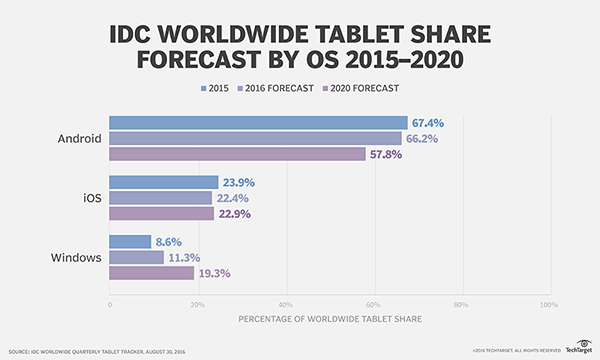 IDC WORLDWIDE TABLET SHARE
FORECAST BY OS 2015–2020
2015 2016 FORECAST 2020 FORECAST
Android
67.4%
66.2%
57.8%
iOS
23.9%
22.4%
22.9%
Windows
8.6%
11.3%
19.3%
0 20% 40% 60% 80% 100%
PERCENTAGE OF WORLDWIDE TABLET SHARE
SOURCE: IDC WORLDWIDE QUARTERLY TABLET TRACKER, AUGUST 30, 2016
©2016 TECHTARGET, ALL RIGHTS RESERVED
TechTarget